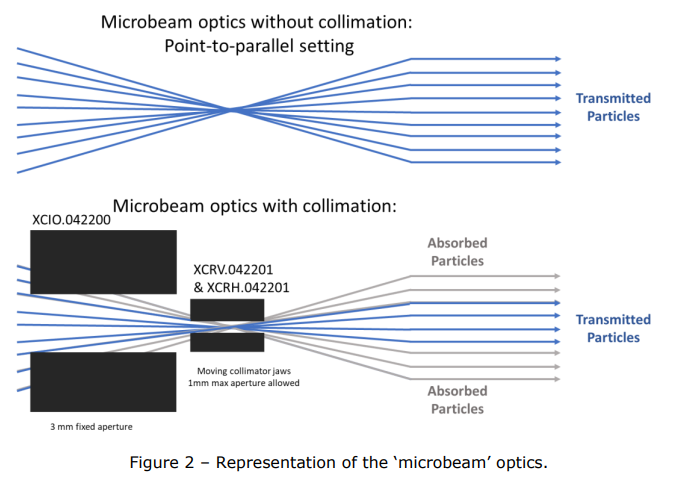 Microbeam optics without collimation:
Point-to-parallel setting
Transmitted
Particles
Microbeam optics with collimation:
XCIO.042200
XCRV.042201
& XCRH.042201
Absorbed
Particles
Transmitted
Particles
Moving collimator jaws
1mm max aperture allowed
Absorbed
Particles
3 mm fixed aperture
Figure 2 – Representation of the ‘microbeam’ optics.